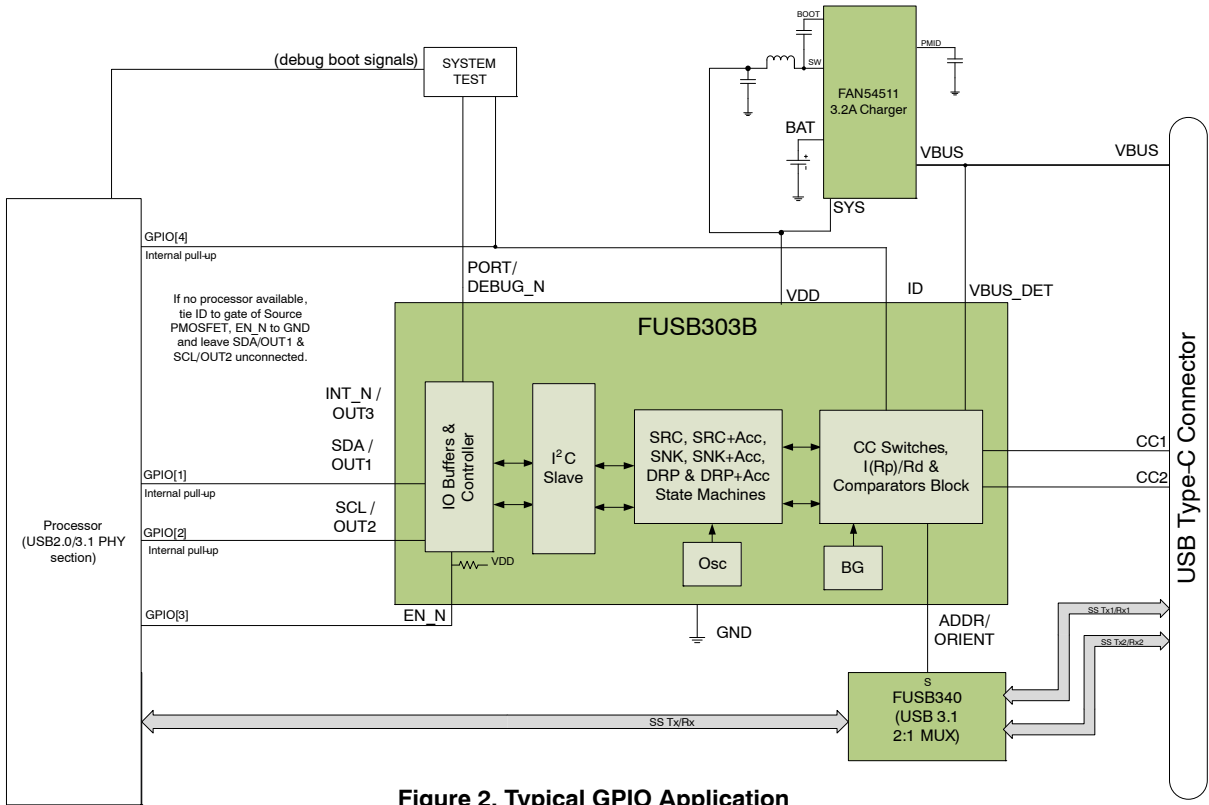 BOOT
PMID
SW
FAN54511
3.2A Charger
BAT
+
-
VBUS
VBUS
SYS
(debug boot signals)
SYSTEM
TEST
GPIO[4]
Internal pull-up
PORT/
DEBUG_N
VDD
ID
VBUS_DET
If no processor available,
tie ID to gate of Source
PMOSFET, EN_N to GND
and leave SDA/OUT1 &
SCL/OUT2 unconnected.
FUSB303B
INT_N /
OUT3
SDA /
OUT1
GPIO[1]
Internal pull-up
SCL /
OUT2
GPIO[2]
Internal pull-up
Processor
(USB2.0/3.1 PHY
section)
IO Buffers &
Controller
I²C
Slave
SRC, SRC+Acc,
SNK, SNK+Acc,
DRP & DRP+Acc
State Machines
CC Switches,
I(Rp)/Rd &
Comparators Block
CC1
CC2
USB Type-C Connector
VDD
Osc
BG
GPIO[3]
EN_N
GND
ADDR/
ORIENT
SS Tx1/Rx1
SS Tx2/Rx2
S
FUSB340
(USB 3.1
2:1 MUX)
SS Tx/Rx
Figure 2. Typical GPIO Application